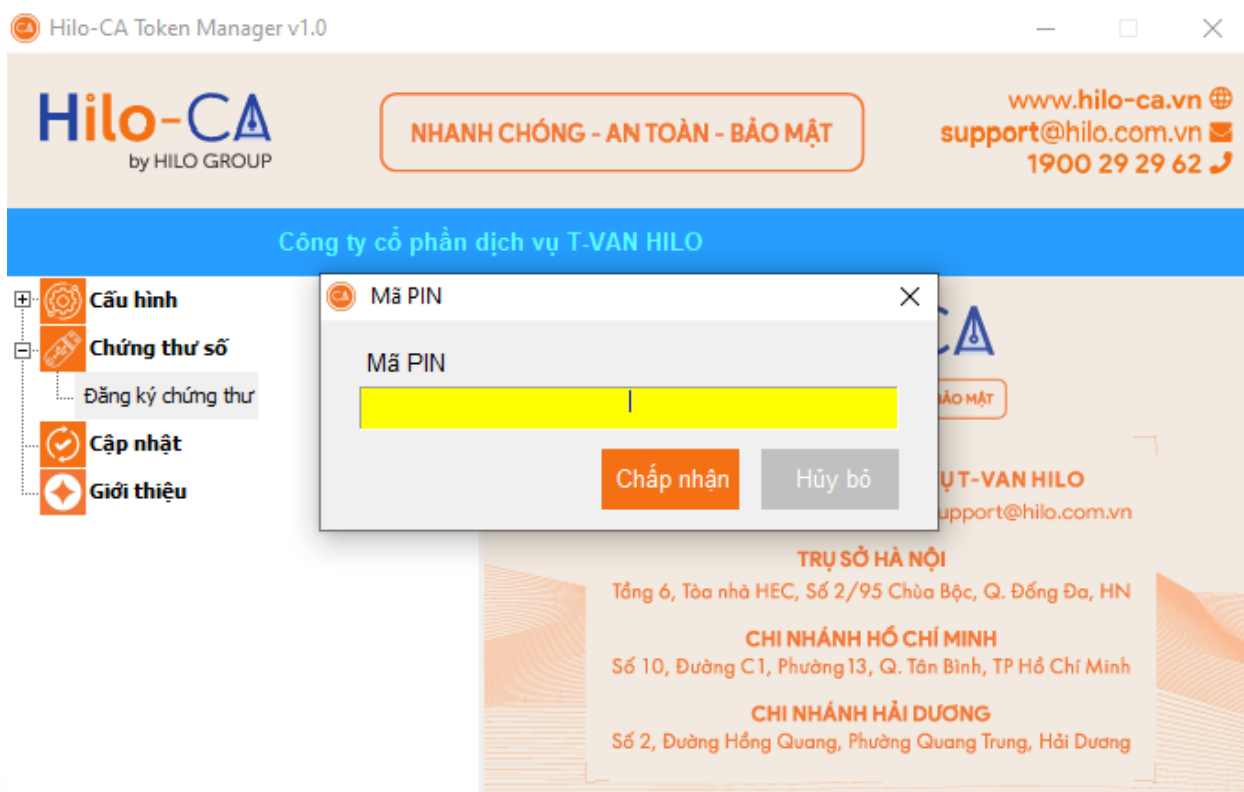 Hilo-CA Token Manager v1.0
Hilo-CA
by HILO GROUP
NHANH CHÓNG - AN TOÀN - BẢO MẬT
www.hilo-ca.vn
support@hilo.com.vn
1900 29 29 62
Công ty cổ phần dịch vụ T-VAN HILO
Cấu hình
Chứng thư số
Đăng ký chứng thư
Cập nhật
Giới thiệu
Mã PIN
Mã PIN
Chấp nhận
Hủy bỏ
CA
BẢO MẬT
Ụ T-VAN HILO
upport@hilo.com.vn
TRỤ SỞ HÀ NỘI
Tầng 6, Tòa nhà HEC, Số 2/95 Chùa Bộc, Q. Đống Đa, HN
CHI NHÁNH HỒ CHÍ MINH
Số 10, Đường C1, Phường 13, Q. Tân Bình, TP Hồ Chí Minh
CHI NHÁNH HẢI DƯƠNG
Số 2, Đường Hồng Quang, Phường Quang Trung, Hải Dương